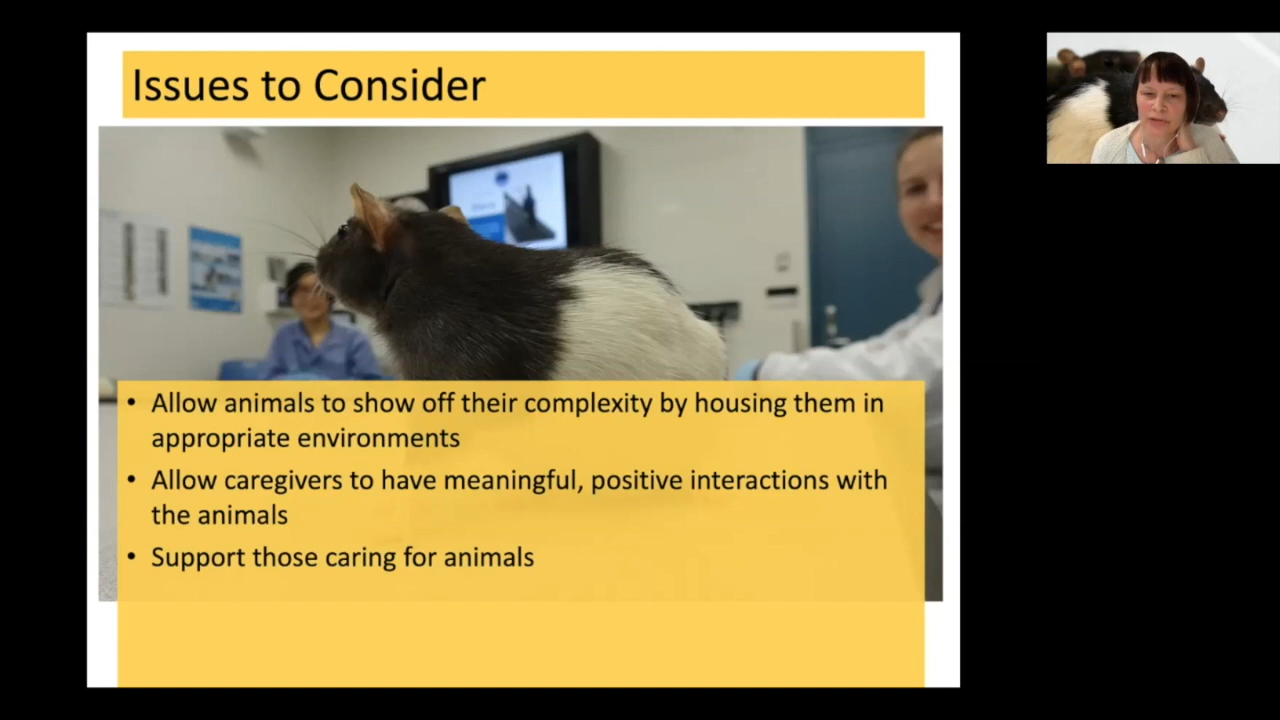 Issues to Consider
• Allow animals to show off their complexity by housing them in
appropriate environments
• Allow caregivers to have meaningful, positive interactions with
the animals
• Support those caring for animals